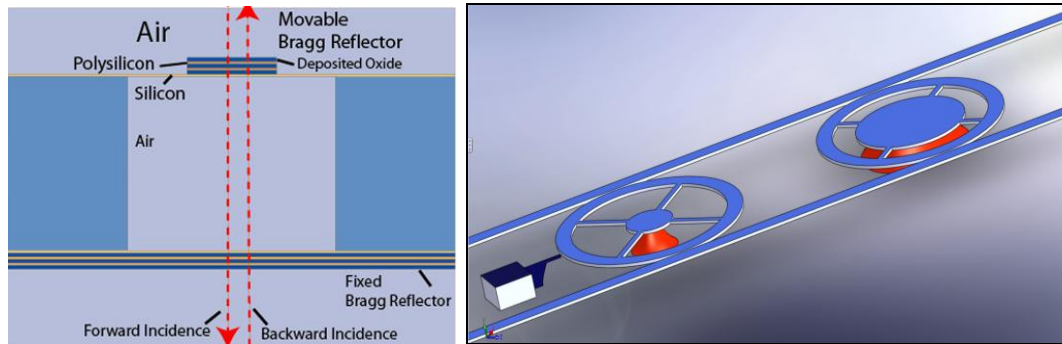 Air
Movable
Bragg Reflector
Polysilicon
Deposited Oxide
Silicon
Air
Fixed
Bragg Reflector
Forward Incidence
Backward Incidence